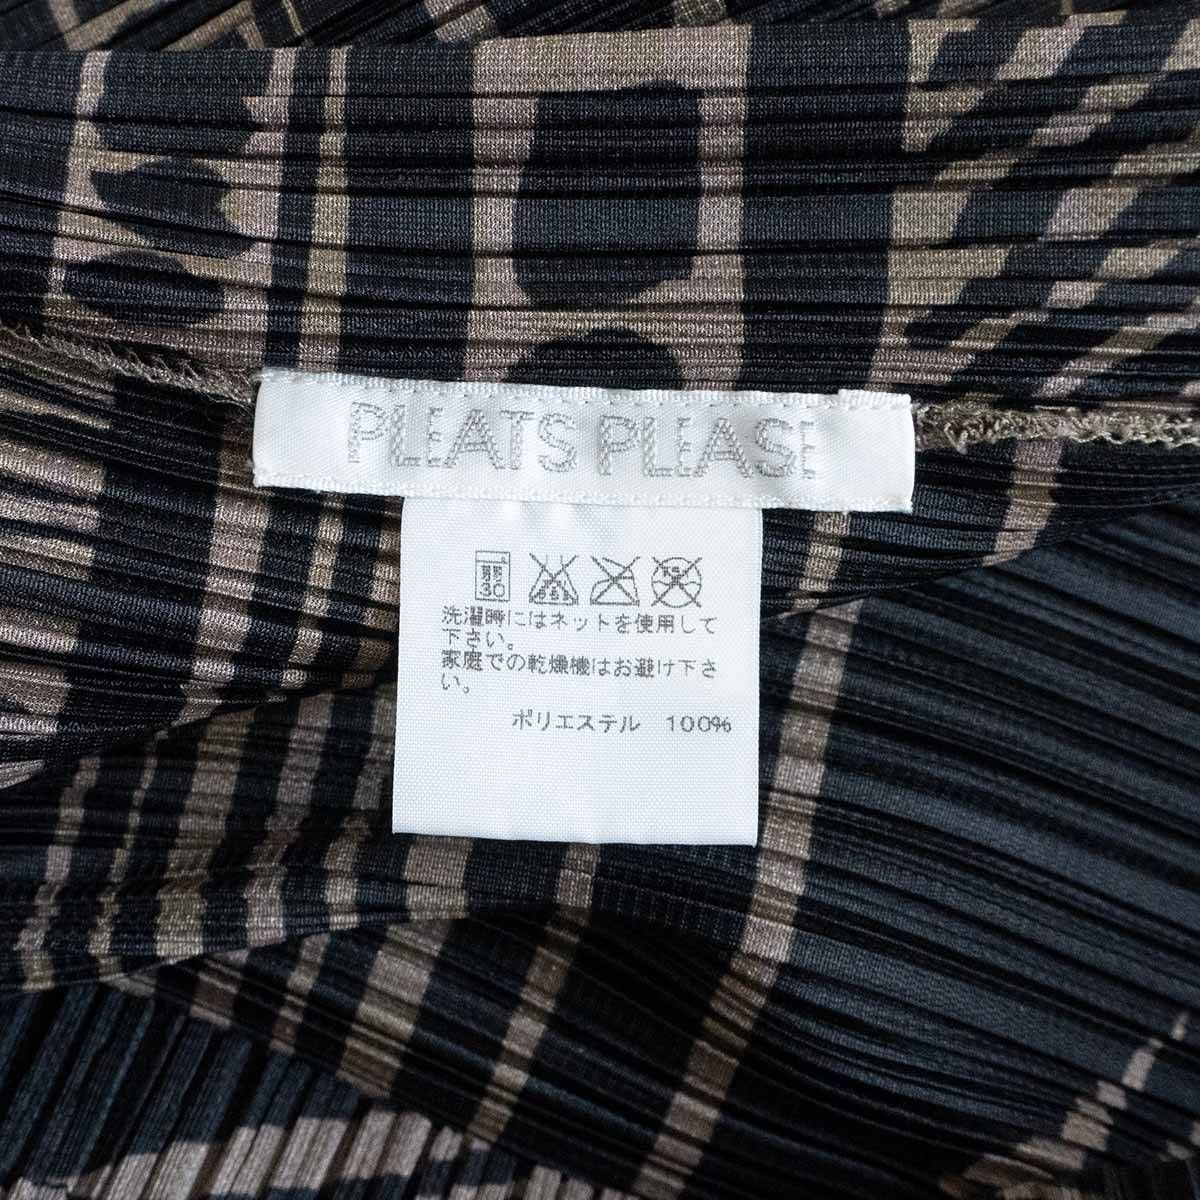 PLEATS PLEASE
弱
30
洗濯時にはネットを使用して
下さい。
家庭での乾燥機はお避け下さ
い。
ポリエステル 100%